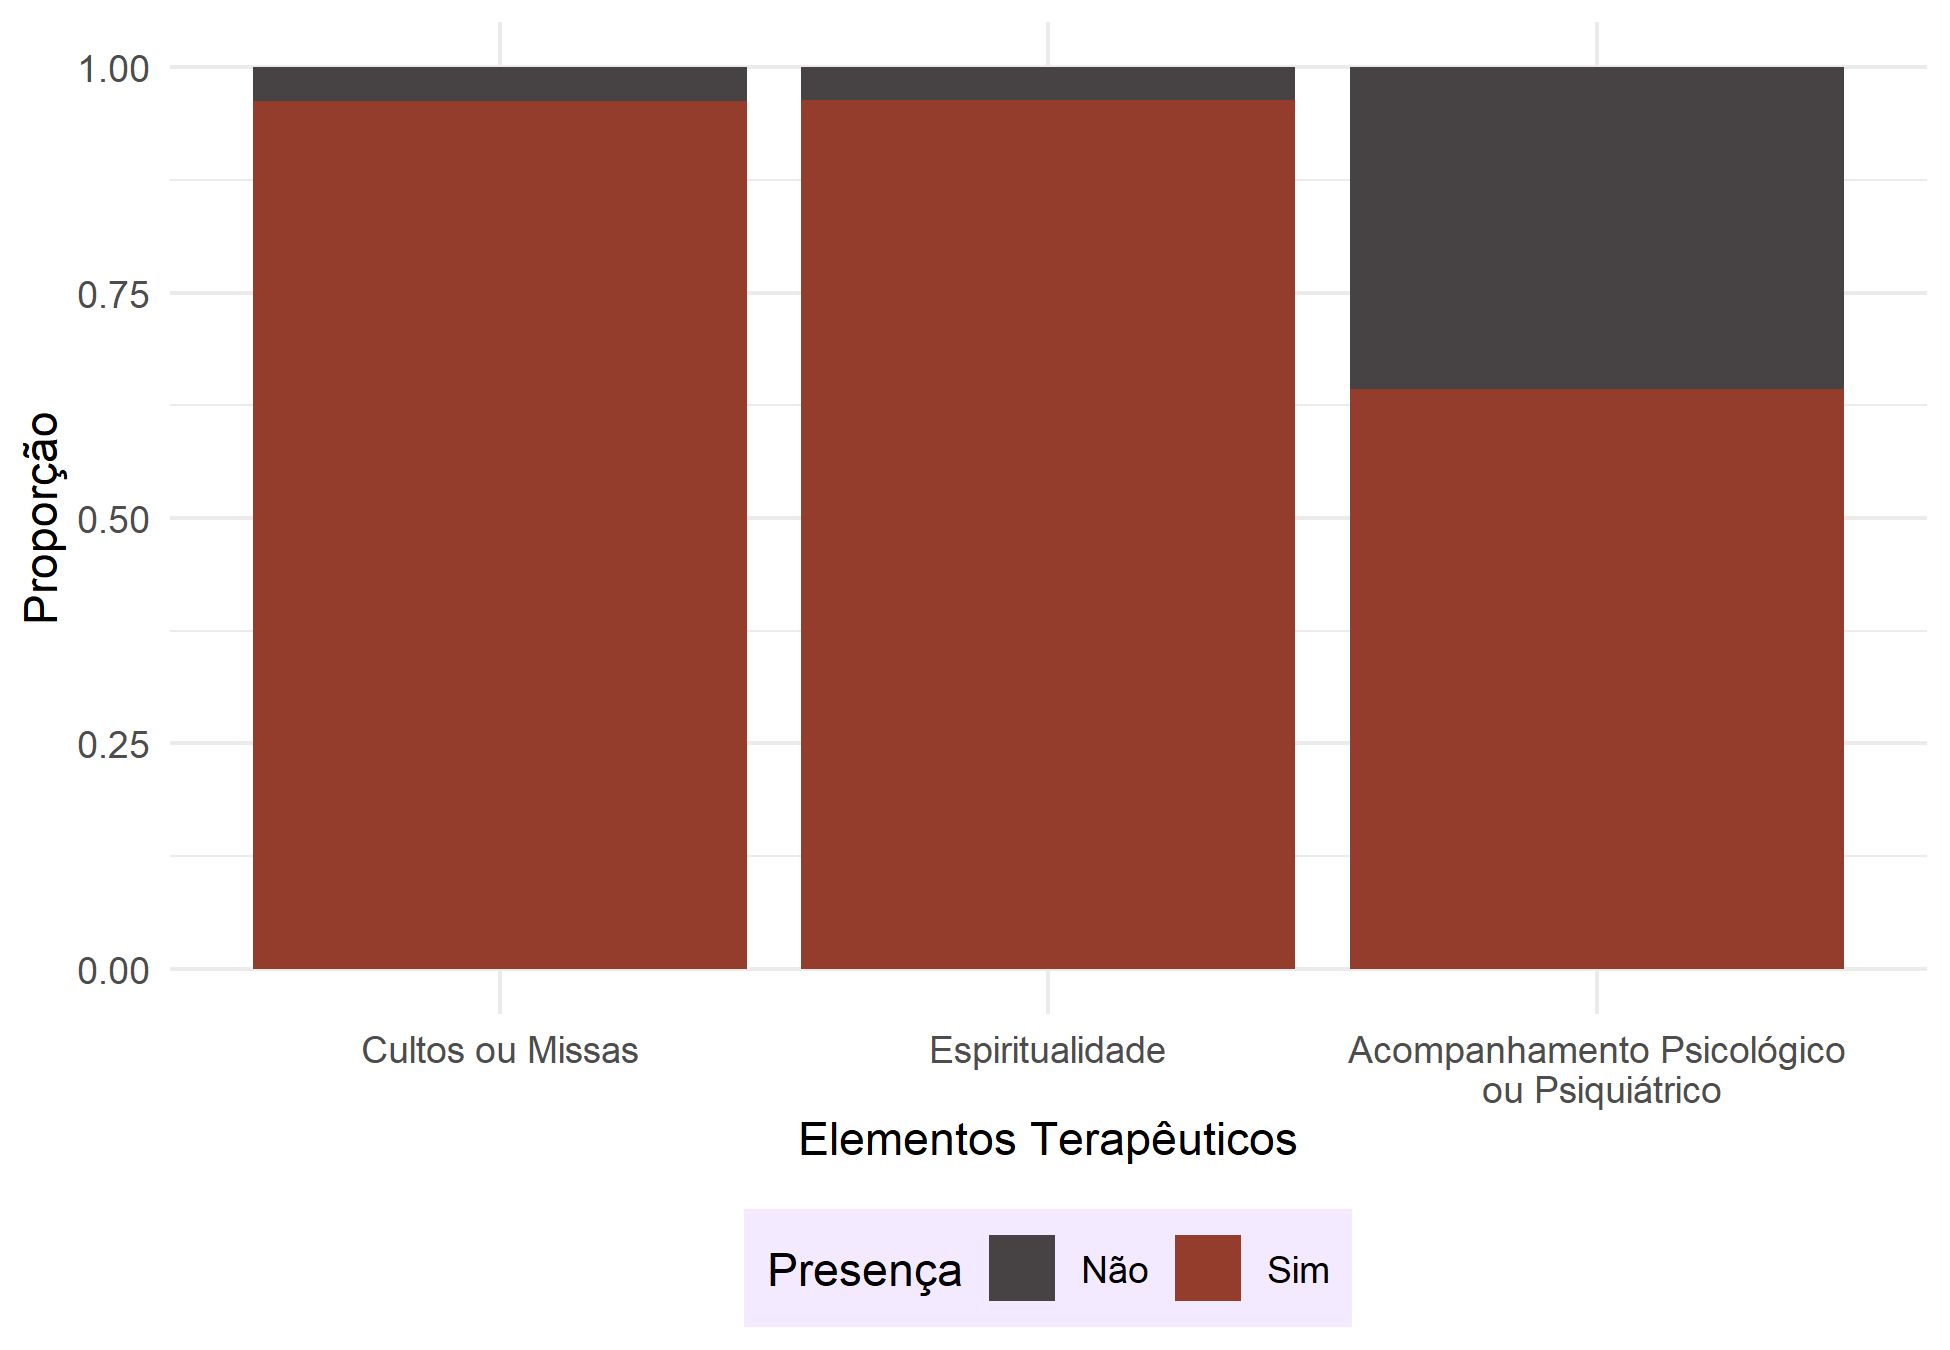 Proporção
1.00
0.75
0.50
0.25
0.00
Cultos ou Missas
Espiritualidade
Acompanhamento Psicológico
ou Psiquiátrico
Elementos Terapêuticos
Presença
Não
Sim